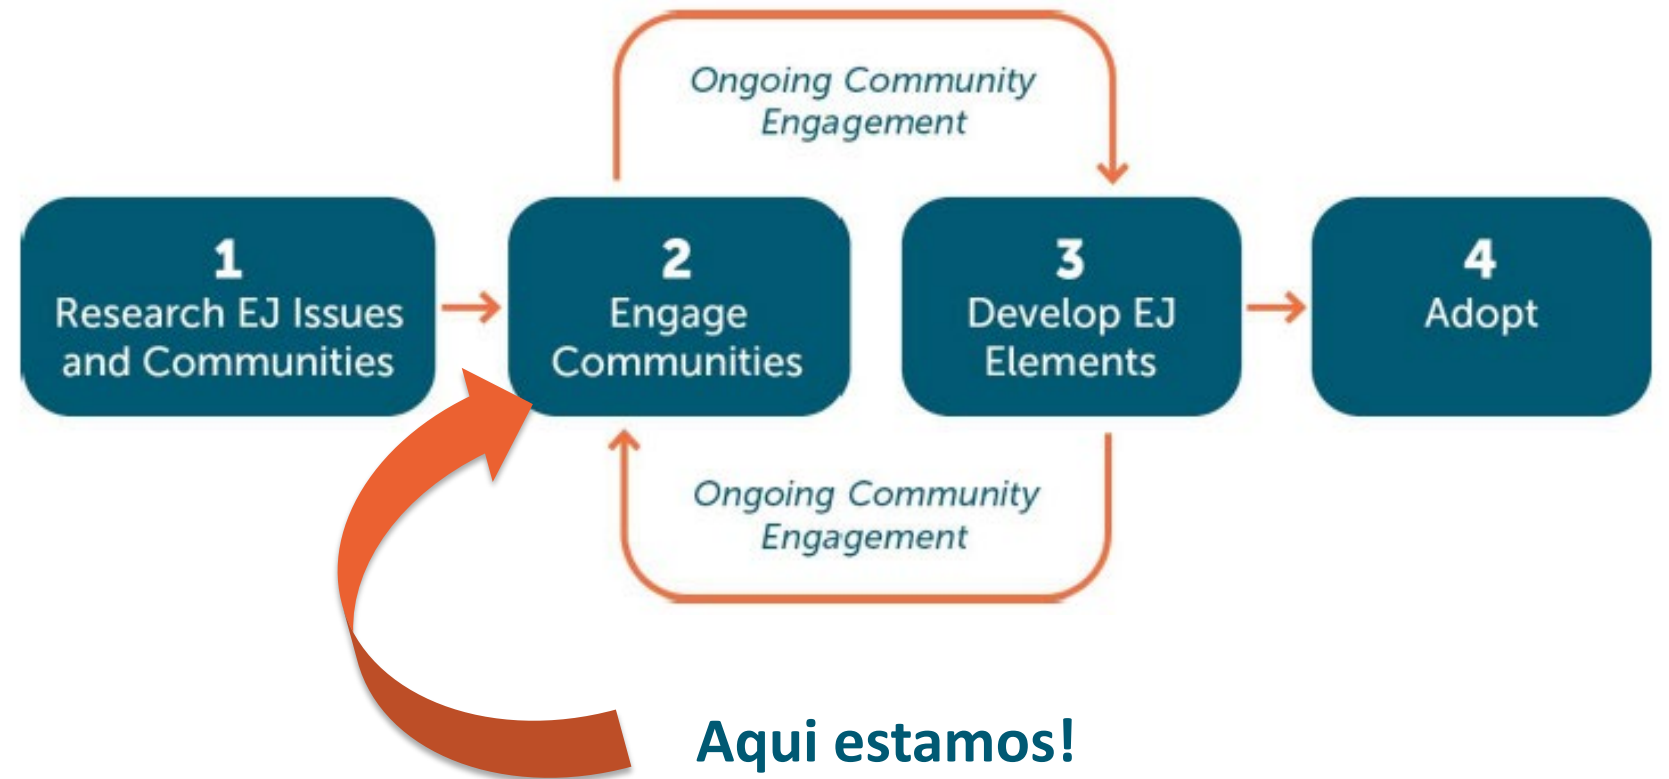 Ongoing Community
Engagement
1
Research EJ Issues
and Communities
2
Engage
Communities
3
Develop EJ
Elements
4
Adopt
Ongoing Community
Engagement
Aqui estamos!